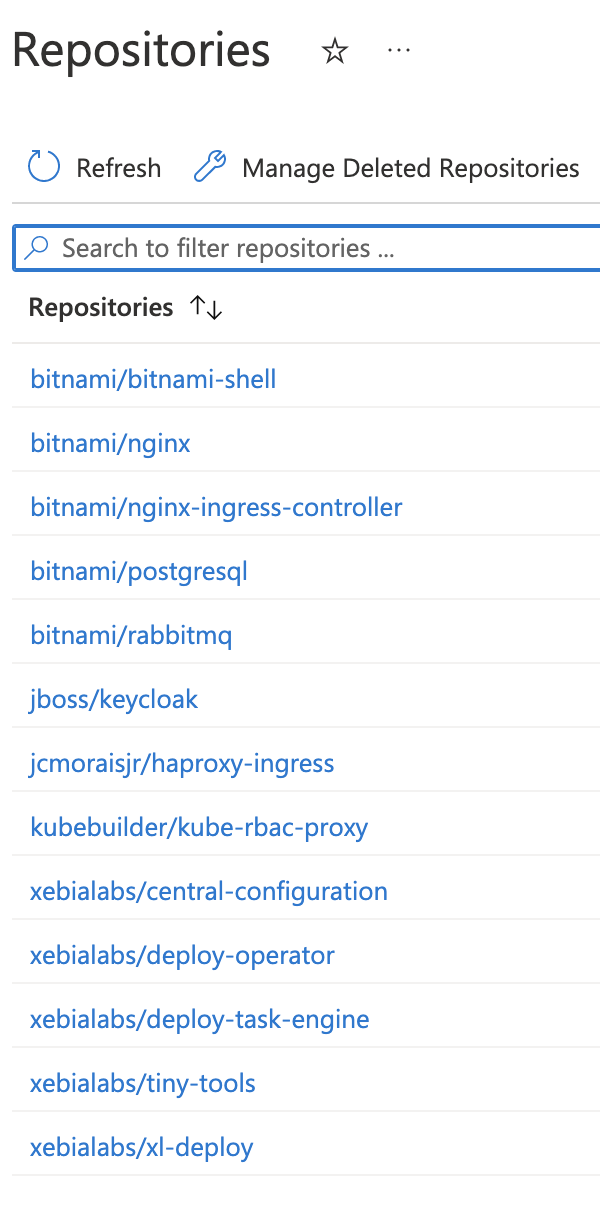 Repositories ☆ ···
Refresh Manage Deleted Repositories
Search to filter repositories ...
Repositories ↑↓
bitnami/bitnami-shell
bitnami/nginx
bitnami/nginx-ingress-controller
bitnami/postgresql
bitnami/rabbitmq
jboss/keycloak
jcmoraisjr/haproxy-ingress
kubebuilder/kube-rbac-proxy
xebialabs/central-configuration
xebialabs/deploy-operator
xebialabs/deploy-task-engine
xebialabs/tiny-tools
xebialabs/xl-deploy